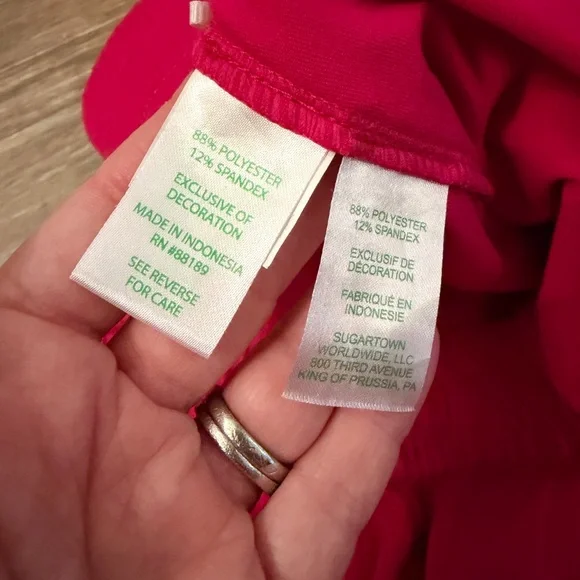 88% POLYESTER
12% SPANDEX
EXCLUSIVE OF
DECORATION
MADE IN INDONESIA
RN #88189
SEE REVERSE
FOR CARE
88% POLYESTER
12% SPANDEX
EXCLUSIF DE
DÉCORATION
FABRIQUÉ EN
INDONESIE
SUGARTOWN
WORLDWIDE, LLC
800 THIRD AVENUE
KING OF PRUSSIA, PA